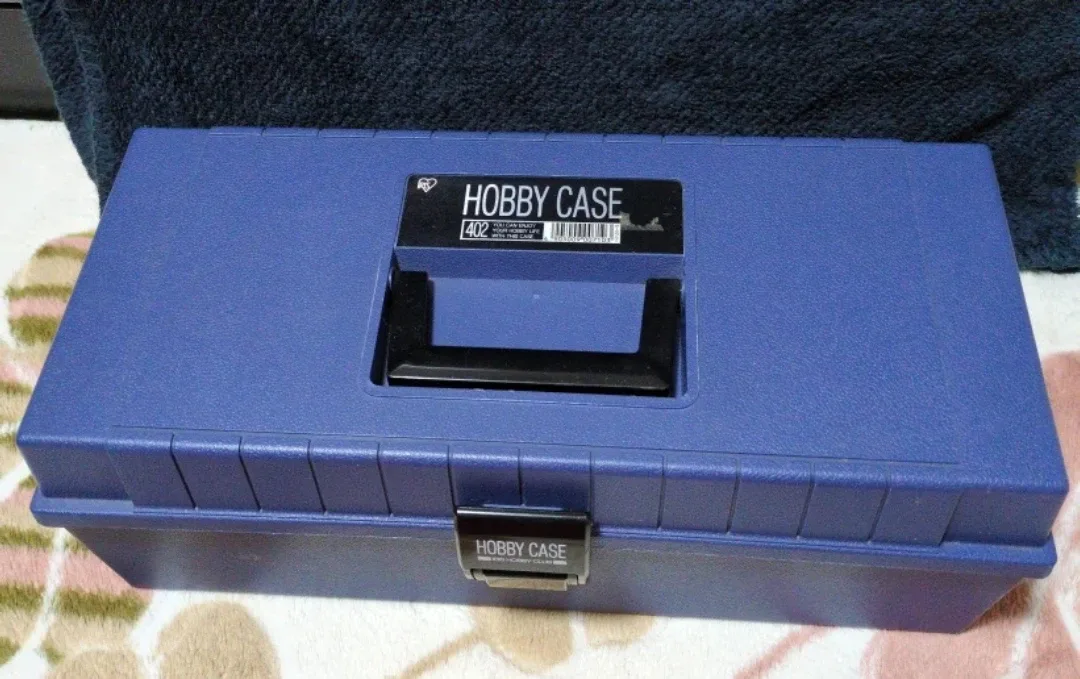 HOBBY CASE
402
YOU CAN ENJOY
YOUR HOBBY LIFE
WITH THIS CASE
HOBBY CASE